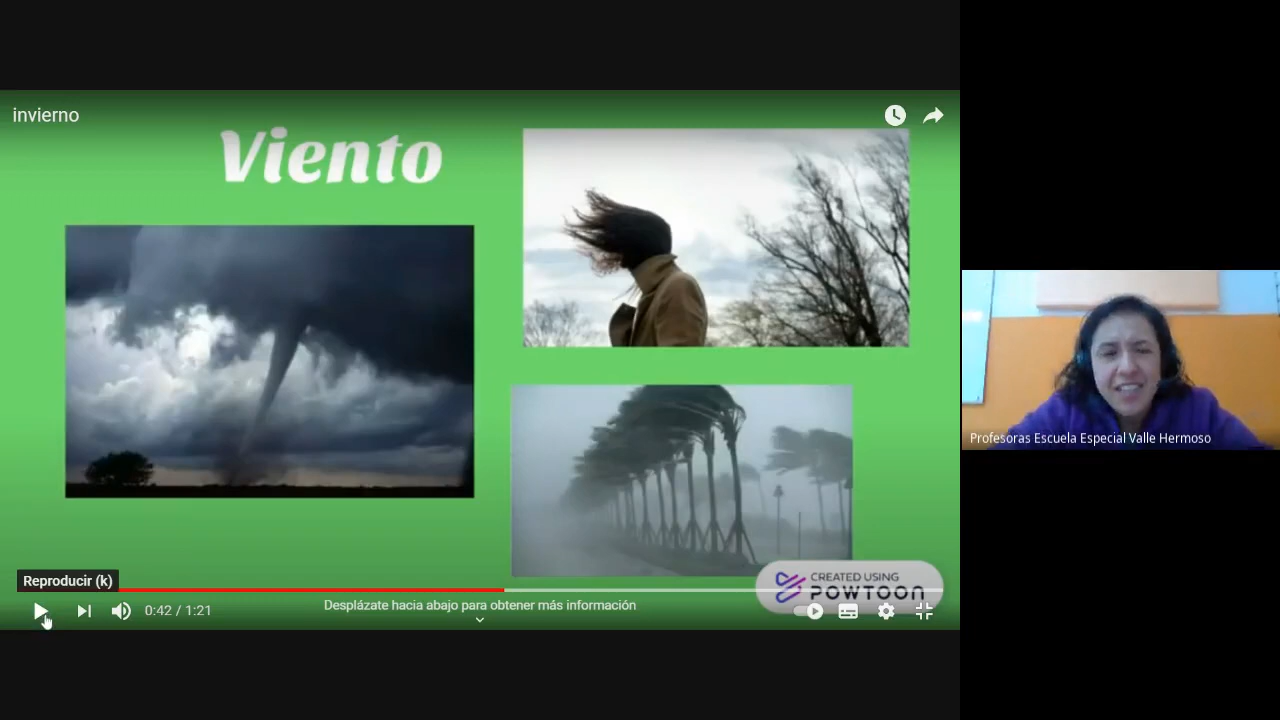 invierno
Viento
Reproducir (k)
CREATED USING
POWTOON
0:42 / 1:21
Desplázate hacia abajo para obtener más información
Profesoras Escuela Especial Valle Hermoso